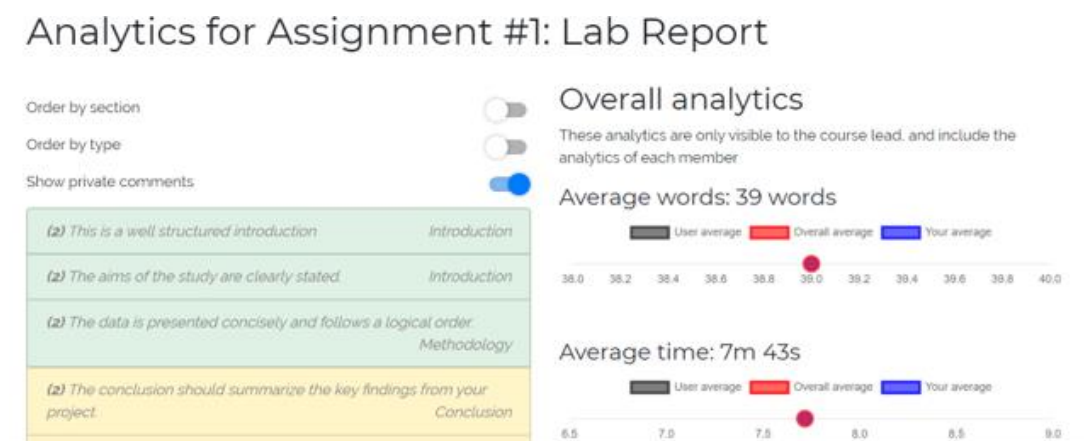 Analytics for Assignment #1: Lab Report
Order by section
Order by type
Show private comments
(2) This is a well structured introduction Introduction
(2) The aims of the study are clearly stated. Introduction
(2) The data is presented concisely and follows a logical order.
Methodology
(2) The conclusion should summarize the key findings from your
project. Conclusion
Overall analytics
These analytics are only visible to the course lead, and include the
analytics of each member
Average words: 39 words
User average Overall average Your average
38.0 38.2 38.4 38.6 38.8 39.0 39.2 39.4 39.6 39.8 40.0
Average time: 7m 43s
User average Overall average Your average
6.5 7.0 7.5 8.0 8.5 9.0